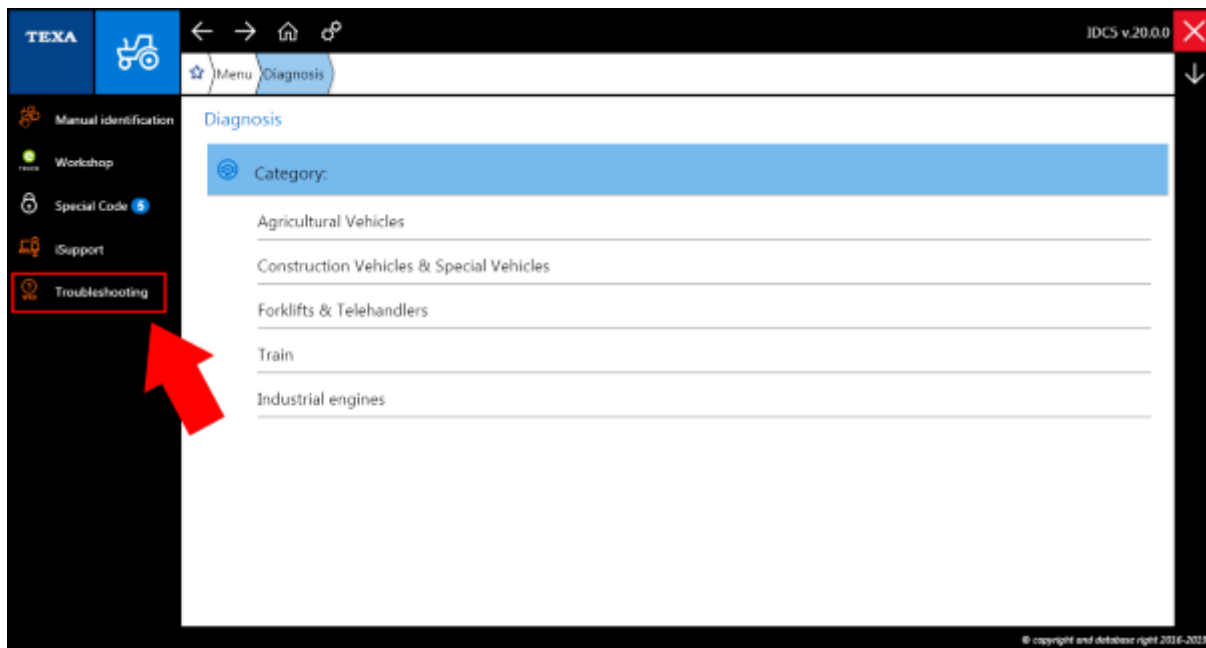 TEXA
IDC5 v.20.0.0
Menu
Diagnosis
Manual identification
Workshop
Special Code 5
iSupport
Troubleshooting
Diagnosis
Category:
Agricultural Vehicles
Construction Vehicles & Special Vehicles
Forklifts & Telehandlers
Train
Industrial engines
© copyright and database right 2016-2019